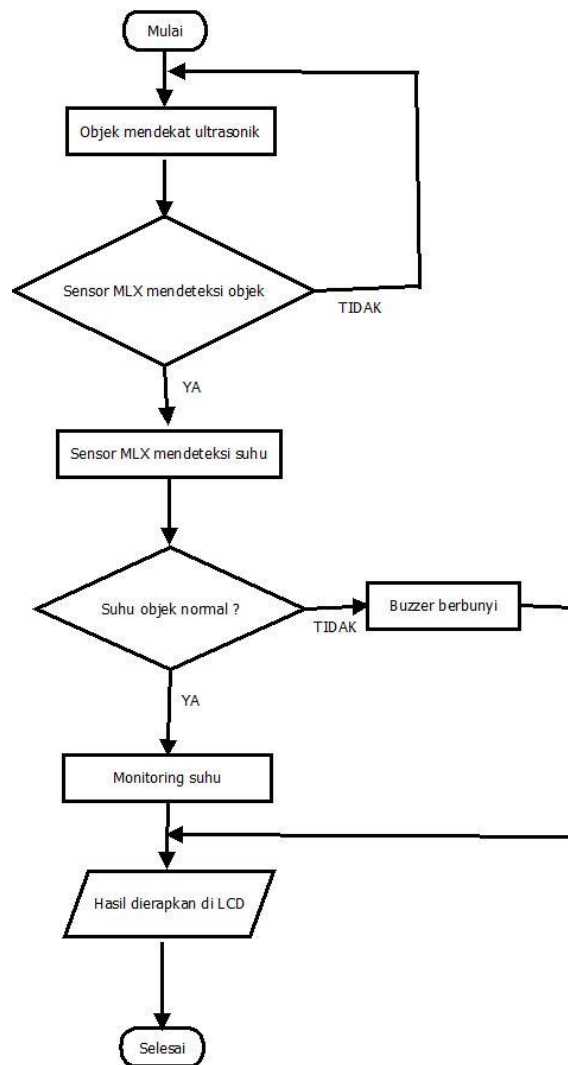 Mulai
Objek mendekat ultrasonik
Sensor MLX mendeteksi objek
TIDAK
YA
Sensor MLX mendeteksi suhu
Suhu objek normal ?
TIDAK
Buzzer berbunyi
YA
Monitoring suhu
Hasil dierapkan di LCD
Selesai